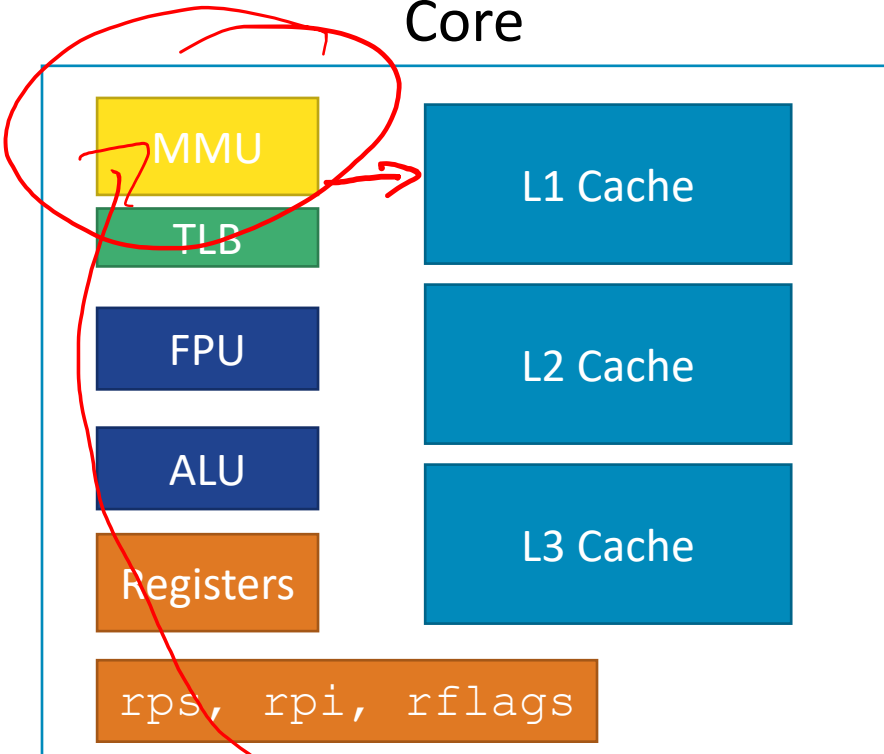 Core
MMU
TLB
FPU
ALU
Registers
rps, rpi, rflags
L1 Cache
L2 Cache
L3 Cache